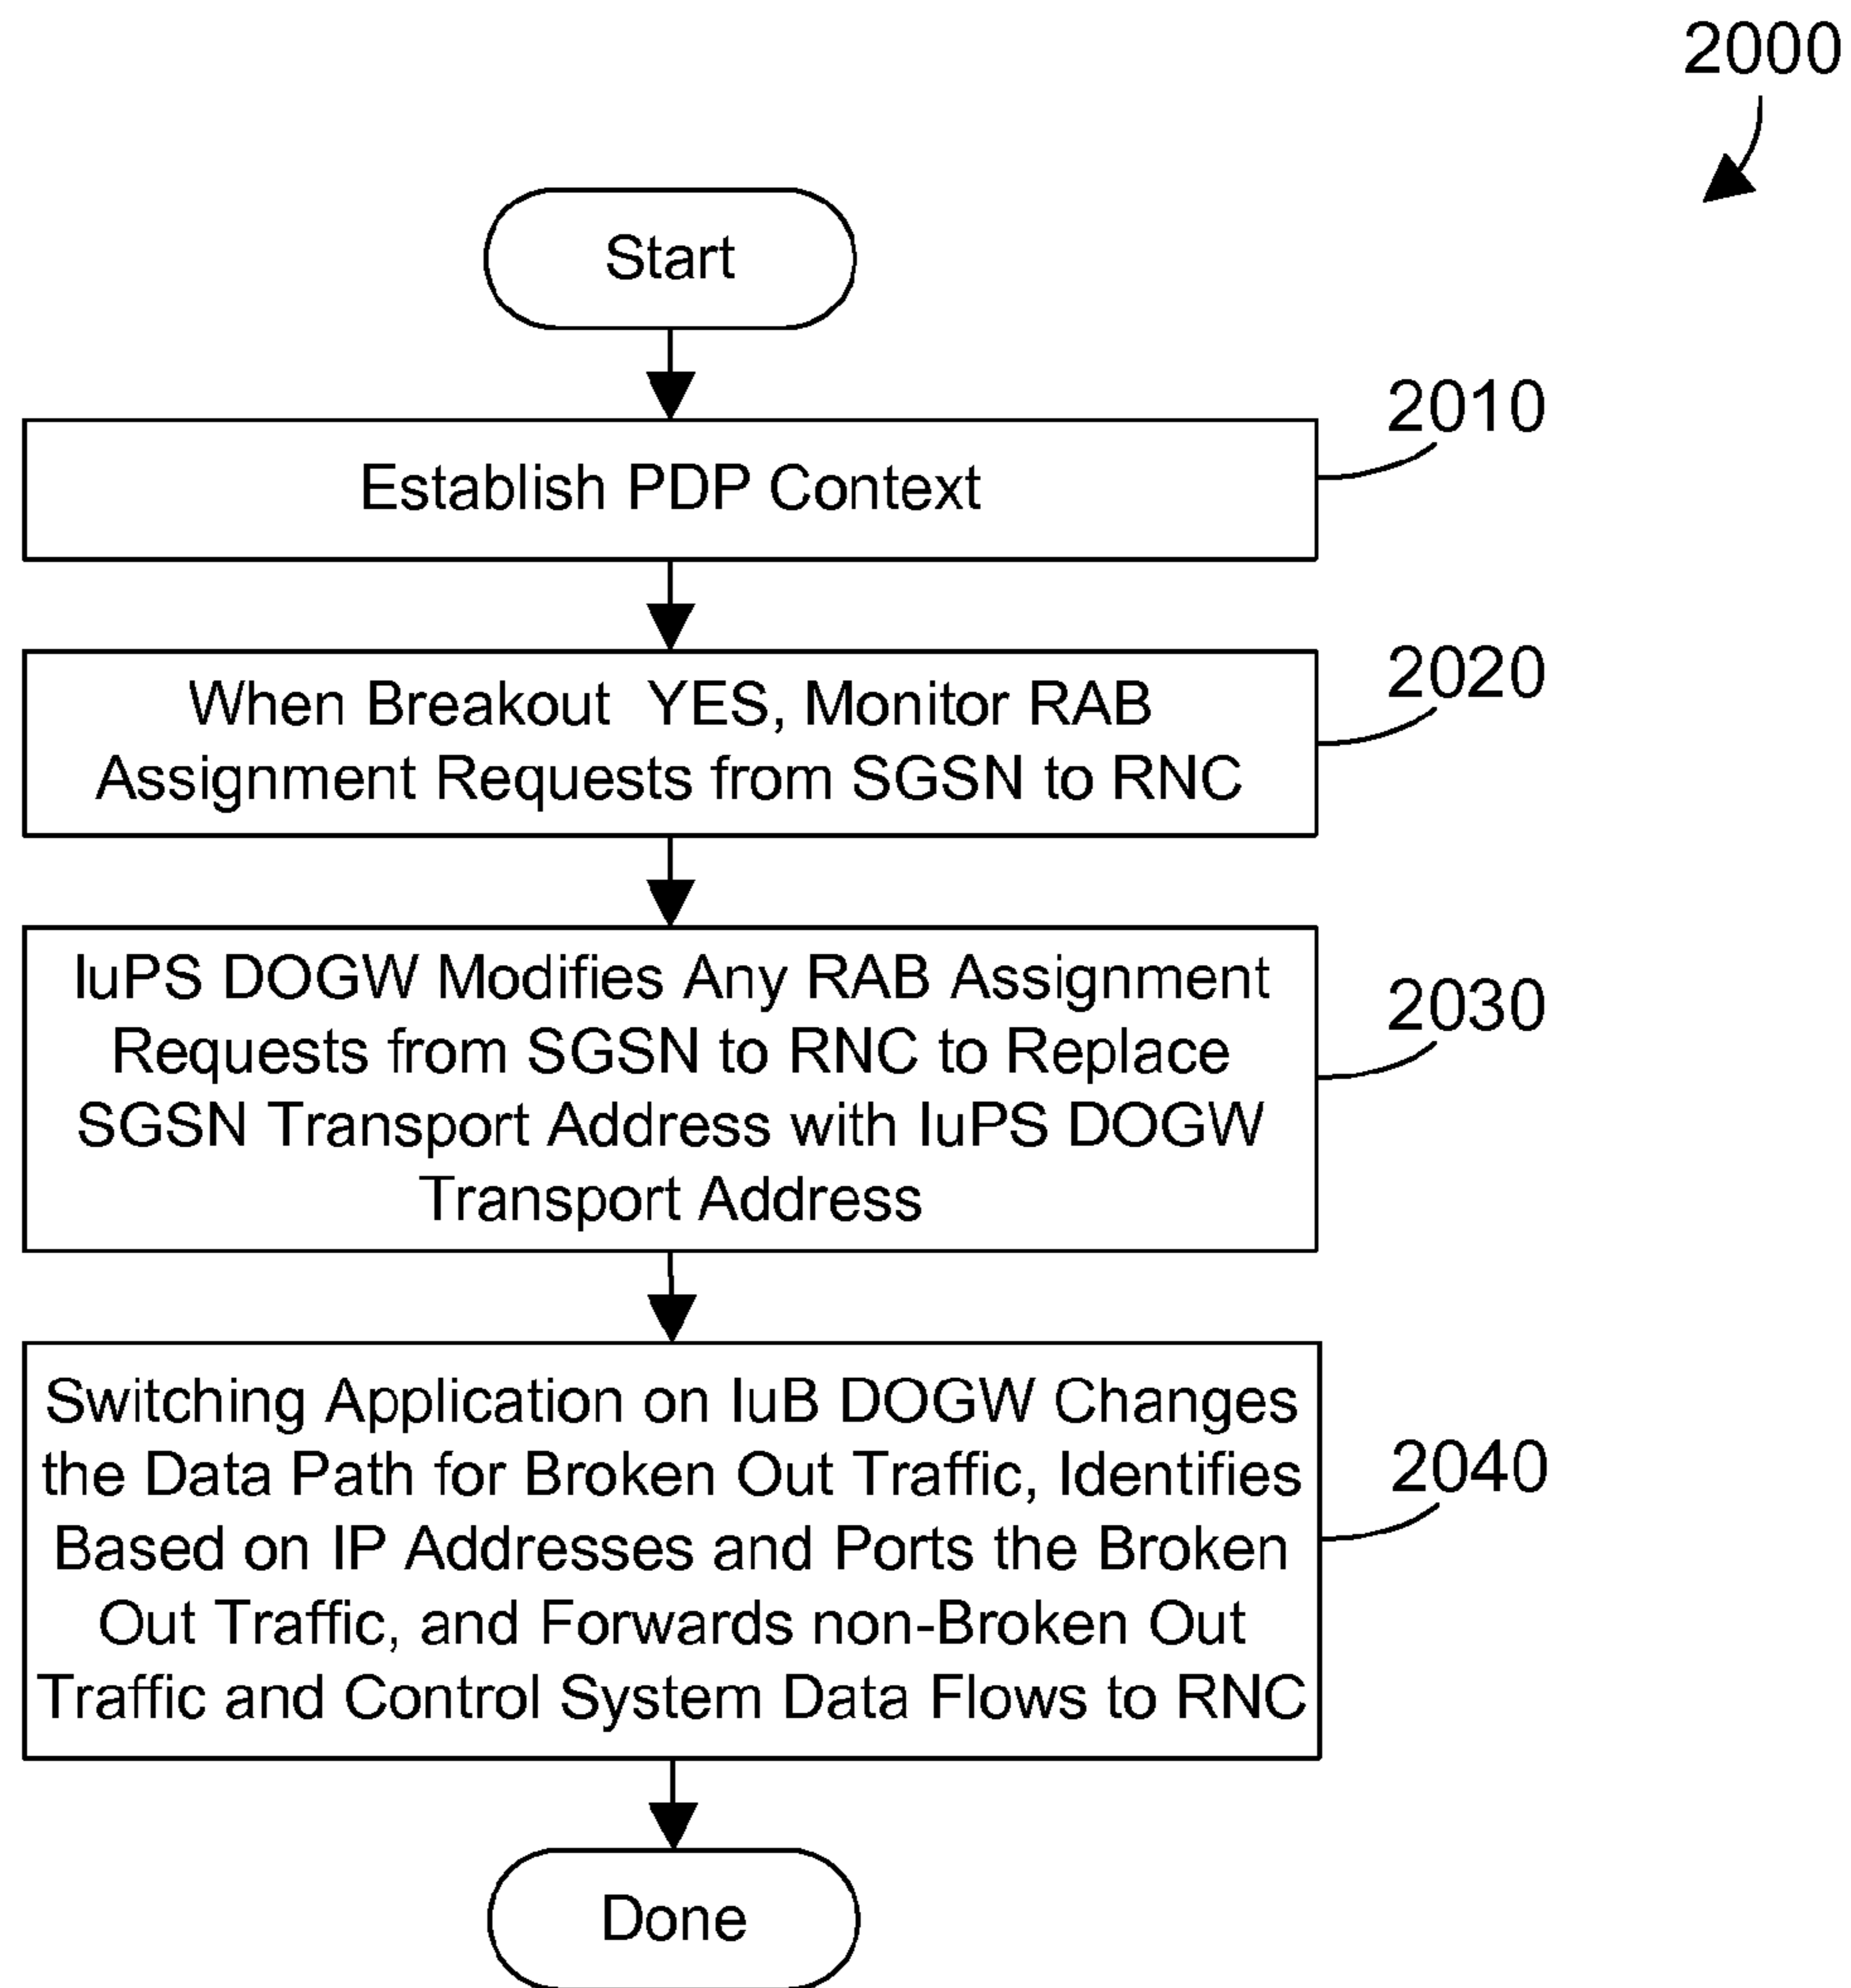 2000
Start
2010
Establish PDP Context
2020
When Breakout YES, Monitor RAB
Assignment Requests from SGSN to RNC
IuPS DOGW Modifies Any RAB Assignment
2030
Requests from SGSN to RNC to Replace
SGSN Transport Address with IuPS DOGW
Transport Address
Switching Application on IuB DOGW Changes
2040
the Data Path for Broken Out Traffic, Identifies
Based on IP Addresses and Ports the Broken
Out Traffic, and Forwards non-Broken Out
Traffic and Control System Data Flows to RNC
Done